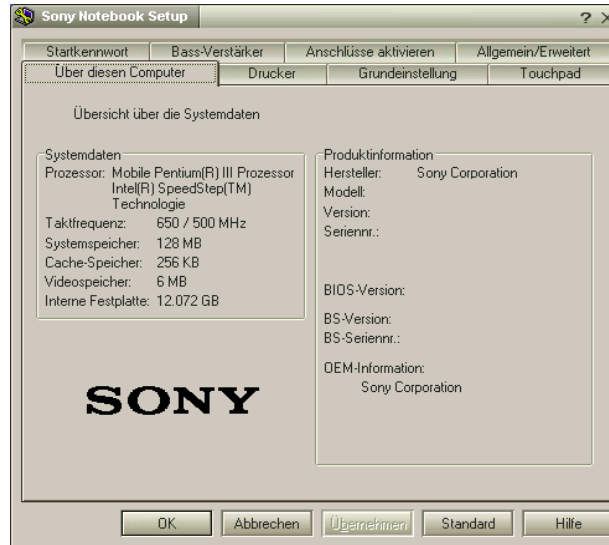 Sony Notebook Setup
Startkennwort Bass-Verstärker Anschlüsse aktivieren Allgemein/Erweitert
Über diesen Computer Drucker Grundeinstellung Touchpad
Übersicht über die Systemdaten
Systemdaten
Prozessor: Mobile Pentium(R) III Prozessor
Intel(R) SpeedStep(TM)
Technologie
Taktfrequenz: 650 / 500 MHz
Systemspeicher: 128 MB
Cache-Speicher: 256 KB
Videospeicher: 6 MB
Interne Festplatte: 12.072 GB
Produktinformation
Hersteller: Sony Corporation
Modell:
Version:
Seriennr.:
BIOS-Version:
BS-Version:
BS-Seriennr.:
OEM-Information:
Sony Corporation
SONY
OK Abbrechen Übernehmen Standard Hilfe